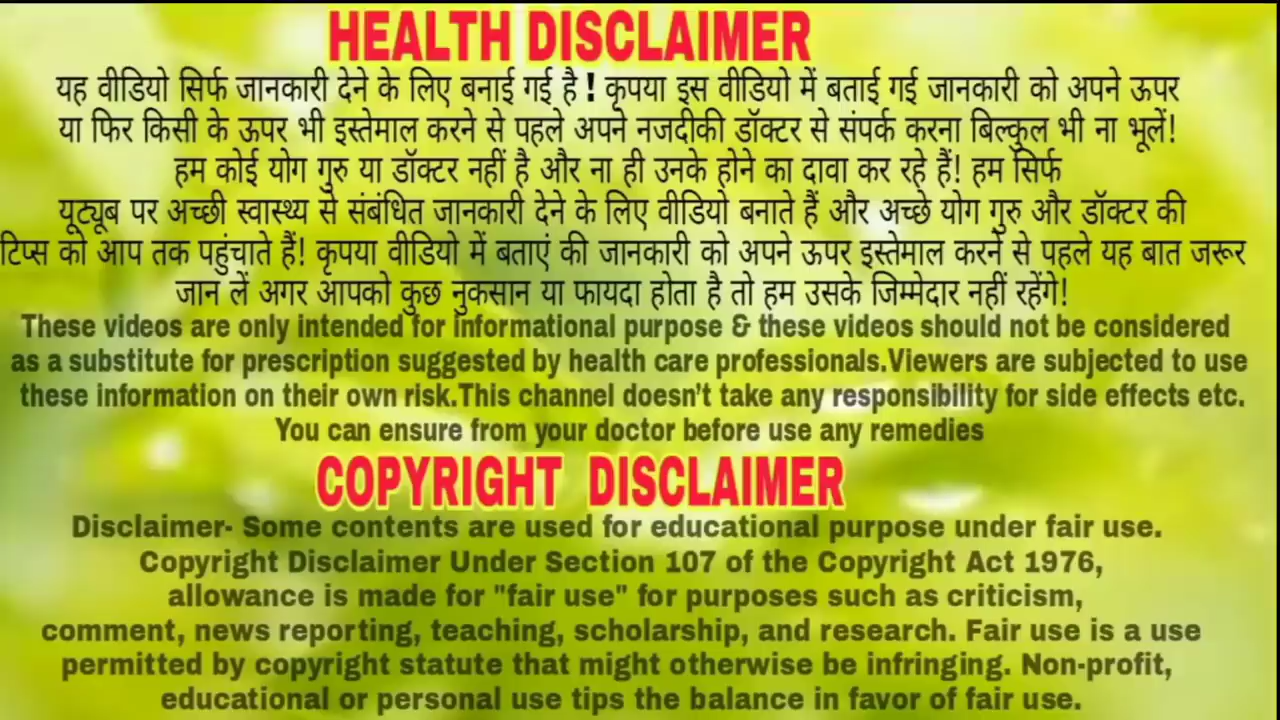 HEALTH DISCLAIMER
यह वीडियो सिर्फ जानकारी देने के लिए बनाई गई है ! कृपया इस वीडियो में बताई गई जानकारी को अपने ऊपर
या फिर किसी के ऊपर भी इस्तेमाल करने से पहले अपने नजदीकी डॉक्टर से संपर्क करना बिल्कुल भी ना भूलें!
हम कोई योग गुरु या डॉक्टर नहीं है और ना ही उनके होने का दावा कर रहे हैं! हम सिर्फ
यूट्यूब पर अच्छी स्वास्थ्य से संबंधित जानकारी देने के लिए वीडियो बनाते हैं और अच्छे योग गुरु और डॉक्टर की
टिप्स को आप तक पहुंचाते हैं! कृपया वीडियो में बताएं की जानकारी को अपने ऊपर इस्तेमाल करने से पहले यह बात जरूर
जान लें अगर आपको कुछ नुकसान या फायदा होता है तो हम उसके जिम्मेदार नहीं रहेंगे!
These videos are only intended for informational purpose & these videos should not be considered
as a substitute for prescription suggested by health care professionals.Viewers are subjected to use
these information on their own risk.This channel doesn't take any responsibility for side effects etc.
You can ensure from your doctor before use any remedies
COPYRIGHT DISCLAIMER
Disclaimer- Some contents are used for educational purpose under fair use.
Copyright Disclaimer Under Section 107 of the Copyright Act 1976,
allowance is made for "fair use" for purposes such as criticism,
comment, news reporting, teaching, scholarship, and research. Fair use is a use
permitted by copyright statute that might otherwise be infringing. Non-profit,
educational or personal use tips the balance in favor of fair use.